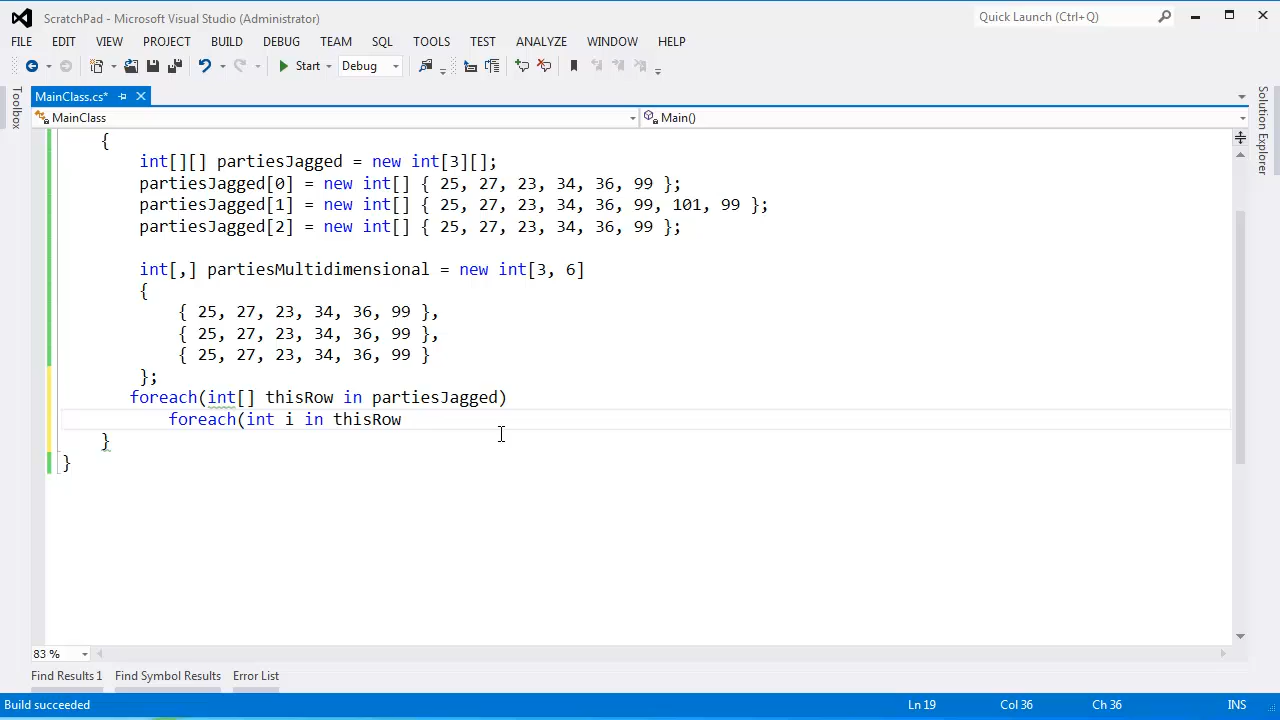 ScratchPad - Microsoft Visual Studio (Administrator)
Quick Launch (Ctrl+Q)
FILE EDIT VIEW PROJECT BUILD DEBUG TEAM SQL TOOLS TEST ANALYZE WINDOW HELP
Start Debug
Toolbox
MainClass.cs*
Solution Explorer
MainClass Main()
{
int[][] partiesJagged = new int[3][];
partiesJagged[0] = new int[] { 25, 27, 23, 34, 36, 99 };
partiesJagged[1] = new int[] { 25, 27, 23, 34, 36, 99, 101, 99 };
partiesJagged[2] = new int[] { 25, 27, 23, 34, 36, 99 };
int[,] partiesMultidimensional = new int[3, 6]
{
{ 25, 27, 23, 34, 36, 99 },
{ 25, 27, 23, 34, 36, 99 },
{ 25, 27, 23, 34, 36, 99 }
};
foreach(int[] thisRow in partiesJagged)
foreach(int i in thisRow
}
}
83 %
Find Results 1 Find Symbol Results Error List
Build succeeded Ln 19 Col 36 Ch 36 INS